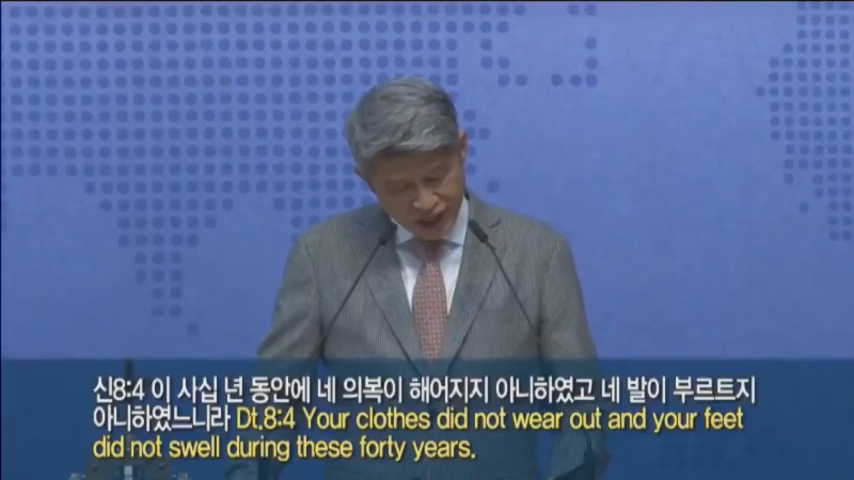 신8:4 이 사십 년 동안에 네 의복이 해어지지 아니하였고 네 발이 부르트지
아니하였느니라 Dt.8:4 Your clothes did not wear out and your feet
did not swell during these forty years.